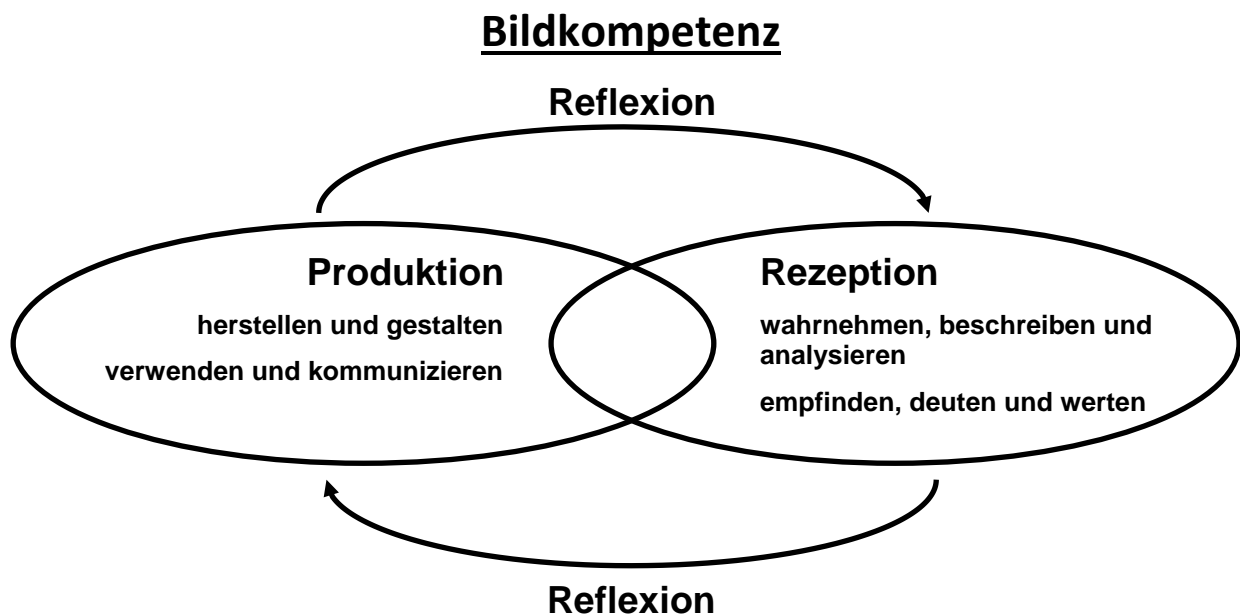 Bildkompetenz
Reflexion
Produktion
herstellen und gestalten
verwenden und kommunizieren
Rezeption
wahrnehmen, beschreiben und
analysieren
empfinden, deuten und werten
Reflexion